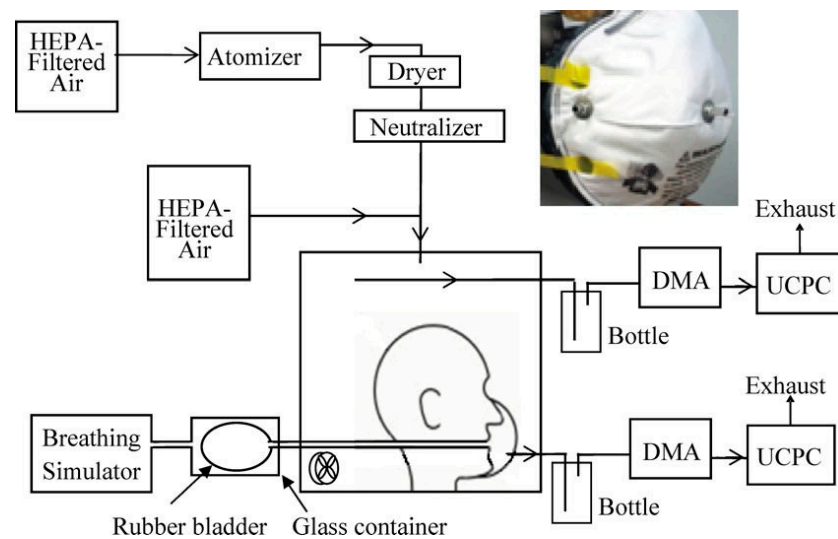 HEPA-
Filtered
Air
Atomizer
Dryer
Neutralizer
HEPA-
Filtered
Air
Exhaust
DMA
UCPC
Bottle
Exhaust
Breathing
Simulator
DMA
UCPC
Bottle
Rubber bladder
Glass container